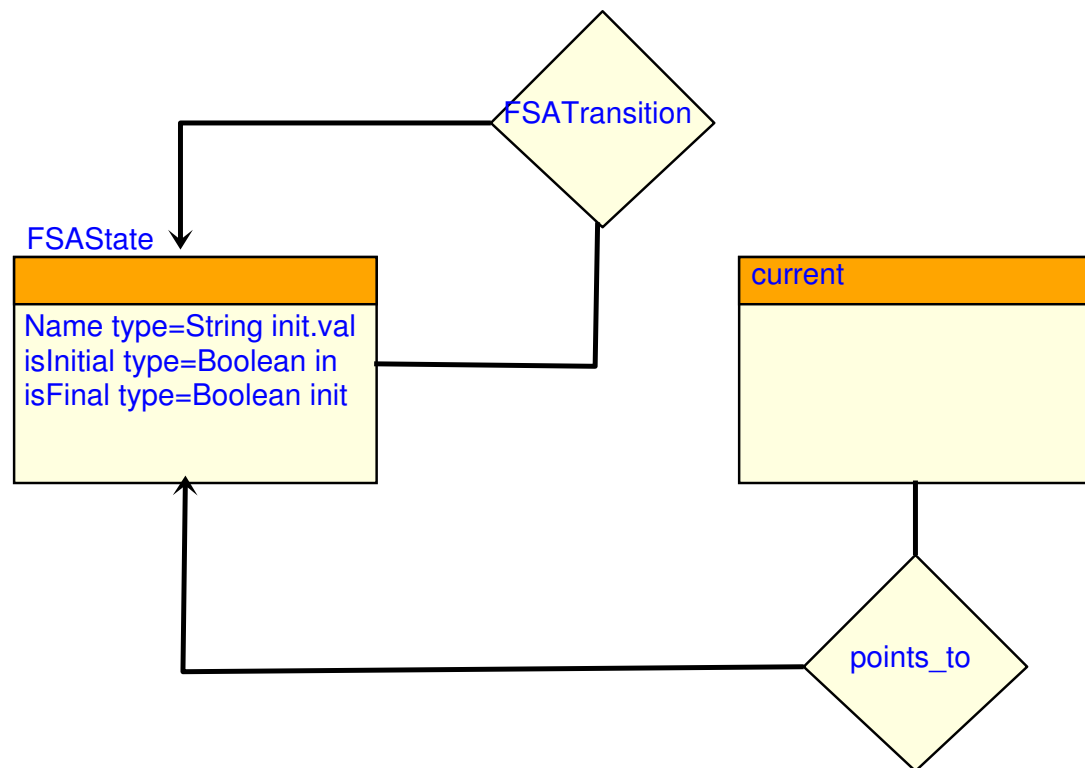 FSATransition
FSAState
Name type=String init.val
isInitial type=Boolean in
isFinal type=Boolean init
current
points_to